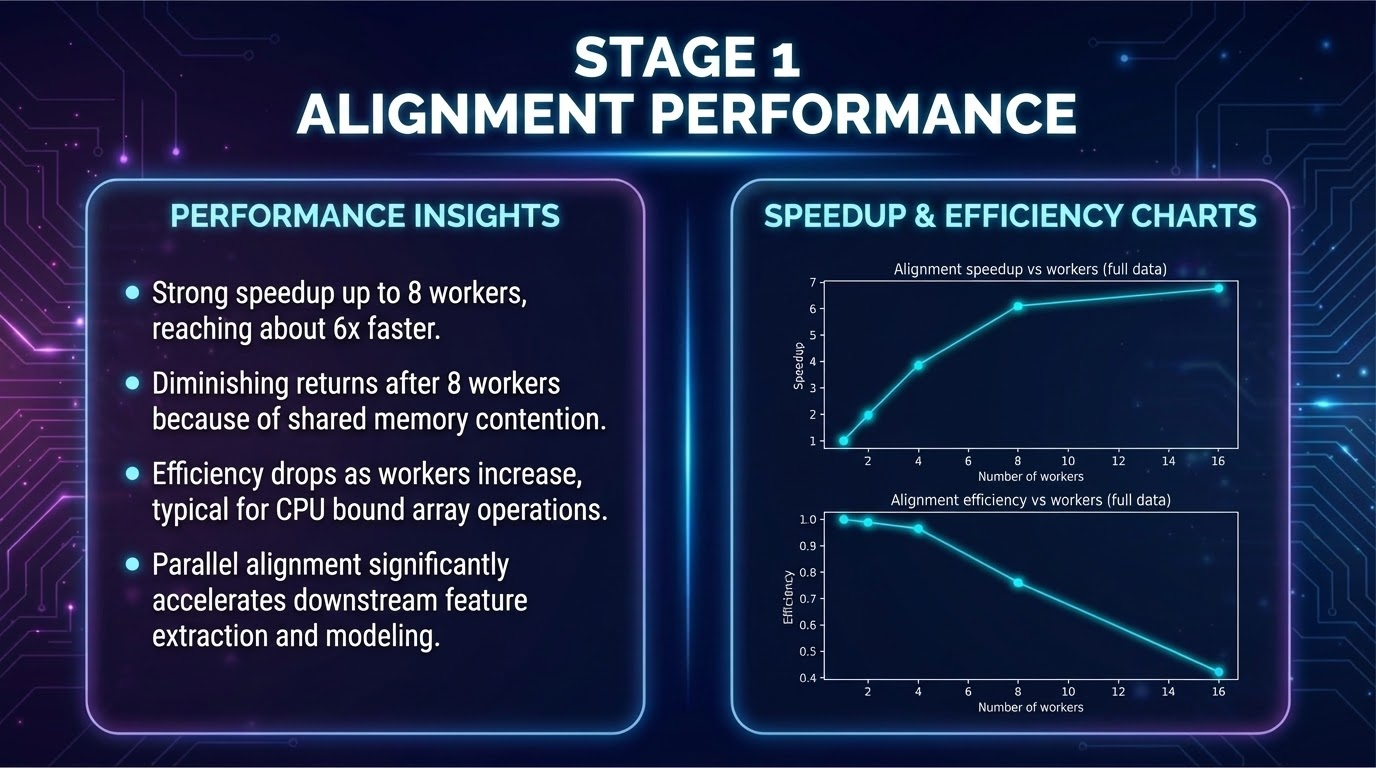 STAGE 1
ALIGNMENT PERFORMANCE
PERFORMANCE INSIGHTS
• Strong speedup up to 8 workers,
reaching about 6x faster.
• Diminishing returns after 8 workers
because of shared memory contention.
• Efficiency drops as workers increase,
typical for CPU bound array operations.
• Parallel alignment significantly
accelerates downstream feature
extraction and modeling.
SPEEDUP & EFFICIENCY CHARTS
Alignment speedup vs workers (full data)
Speedup
7
6
5
4
3
2
1
2 4 6 8 10 12 14 16
Number of workers
Alignment efficiency vs workers (full data)
Efficiency
1.0
0.9
0.8
0.7
0.6
0.5
0.4
2 4 6 8 10 12 14 16
Number of workers